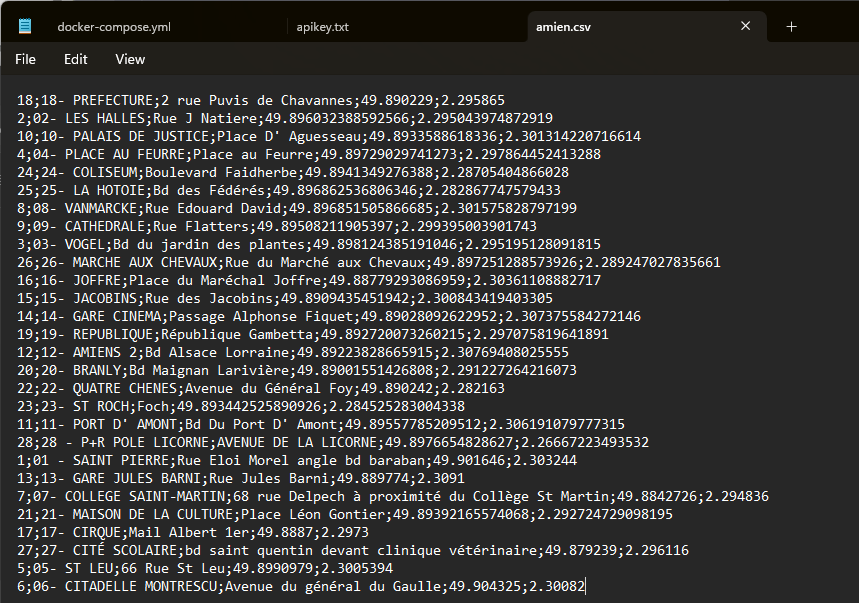 docker-compose.yml apikey.txt amien.csv
File Edit View
18;18- PREFECTURE;2 rue Puvis de Chavannes;49.890229;2.295865
2;02- LES HALLES;Rue J Natiere;49.896032388592566;2.295043974872919
10;10- PALAIS DE JUSTICE;Place D' Aguesseau;49.8933588618336;2.301314220716614
4;04- PLACE AU FEURRE;Place au Feurre;49.89729029741273;2.297864452413288
24;24- COLISEUM;Boulevard Faidherbe;49.8941349276388;2.28705404866028
25;25- LA HOTOIE;Bd des Fédérés;49.896862536806346;2.282867747579433
8;08- VANMARCKE;Rue Edouard David;49.896851505866685;2.301575828797199
9;09- CATHEDRALE;Rue Flatters;49.89508211905397;2.299395003901743
3;03- VOGEL;Bd du jardin des plantes;49.898124385191046;2.295195128091815
26;26- MARCHE AUX CHEVAUX;Rue du Marché aux Chevaux;49.897251288573926;2.289247027835661
16;16- JOFFRE;Place du Maréchal Joffre;49.88779293086959;2.30361108882717
15;15- JACOBINS;Rue des Jacobins;49.8909435451942;2.300843419403305
14;14- GARE CINEMA;Passage Alphonse Fiquet;49.89028092622952;2.307375584272146
19;19- REPUBLIQUE;République Gambetta;49.892720073260215;2.297075819641891
12;12- AMIENS 2;Bd Alsace Lorraine;49.89223828665915;2.30769408025555
20;20- BRANLY;Bd Maignan Larivière;49.89001551426808;2.291227264216073
22;22- QUATRE CHENES;Avenue du Général Foy;49.890242;2.282163
23;23- ST ROCH;Foch;49.893442525890926;2.284525283004338
11;11- PORT D' AMONT;Bd Du Port D' Amont;49.89557785209512;2.306191079777315
28;28 - P+R POLE LICORNE;AVENUE DE LA LICORNE;49.8976654828627;2.26667223493532
1;01 - SAINT PIERRE;Rue Eloi Morel angle bd baraban;49.901646;2.303244
13;13- GARE JULES BARNI;Rue Jules Barni;49.889774;2.3091
7;07- COLLEGE SAINT-MARTIN;68 rue Delpech à proximité du Collège St Martin;49.8842726;2.294836
21;21- MAISON DE LA CULTURE;Place Léon Gontier;49.89392165574068;2.292724729098195
17;17- CIRQUE;Mail Albert 1er;49.8887;2.2973
27;27- CITÉ SCOLAIRE;bd saint quentin devant clinique vétérinaire;49.879239;2.296116
5;05- ST LEU;66 Rue St Leu;49.8990979;2.3005394
6;06- CITADELLE MONTRESCU;Avenue du général du Gaulle;49.904325;2.30082